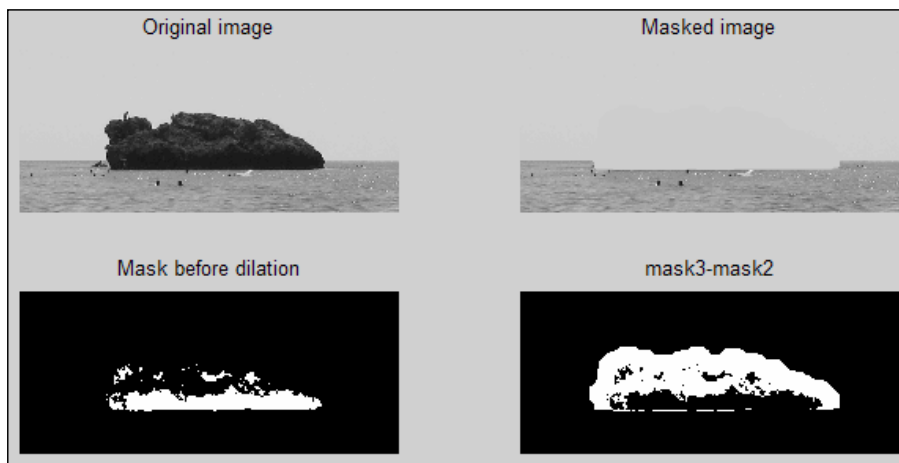 Original image
Masked image
Mask before dilation
mask3-mask2